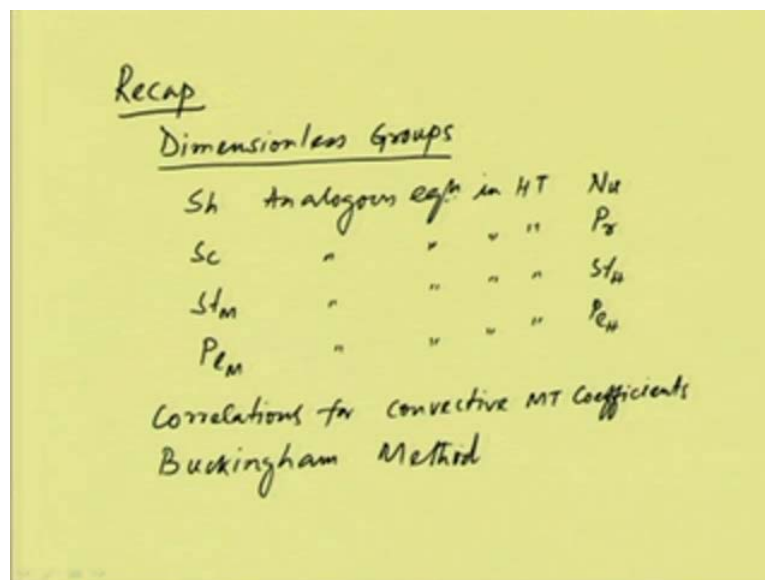 Recap
Dimensionless Groups
Sh Analogous eqn. in HT Nu
Sc " " " " Pr
StM " " " " StH
PeM " " " " PeH
Correlations for convective MT Coefficients
Buckingham Method